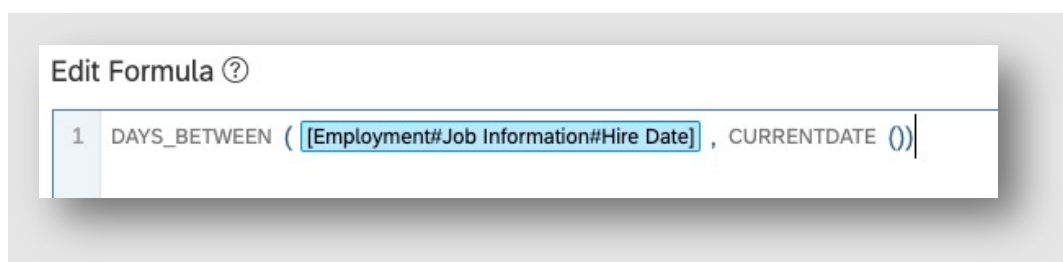 Edit Formula ?
1 DAYS_BETWEEN ( [Employment#Job Information#Hire Date] , CURRENTDATE ())